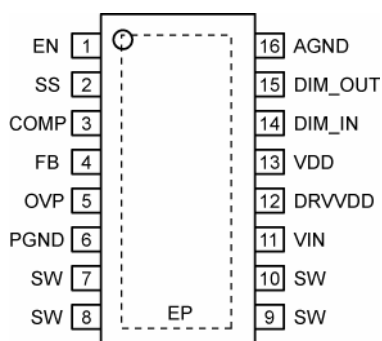 EN 1 16 AGND
SS 2 15 DIM_OUT
COMP 3 14 DIM_IN
FB 4 13 VDD
OVP 5 12 DRVVDD
PGND 6 11 VIN
SW 7 10 SW
SW 8 EP 9 SW